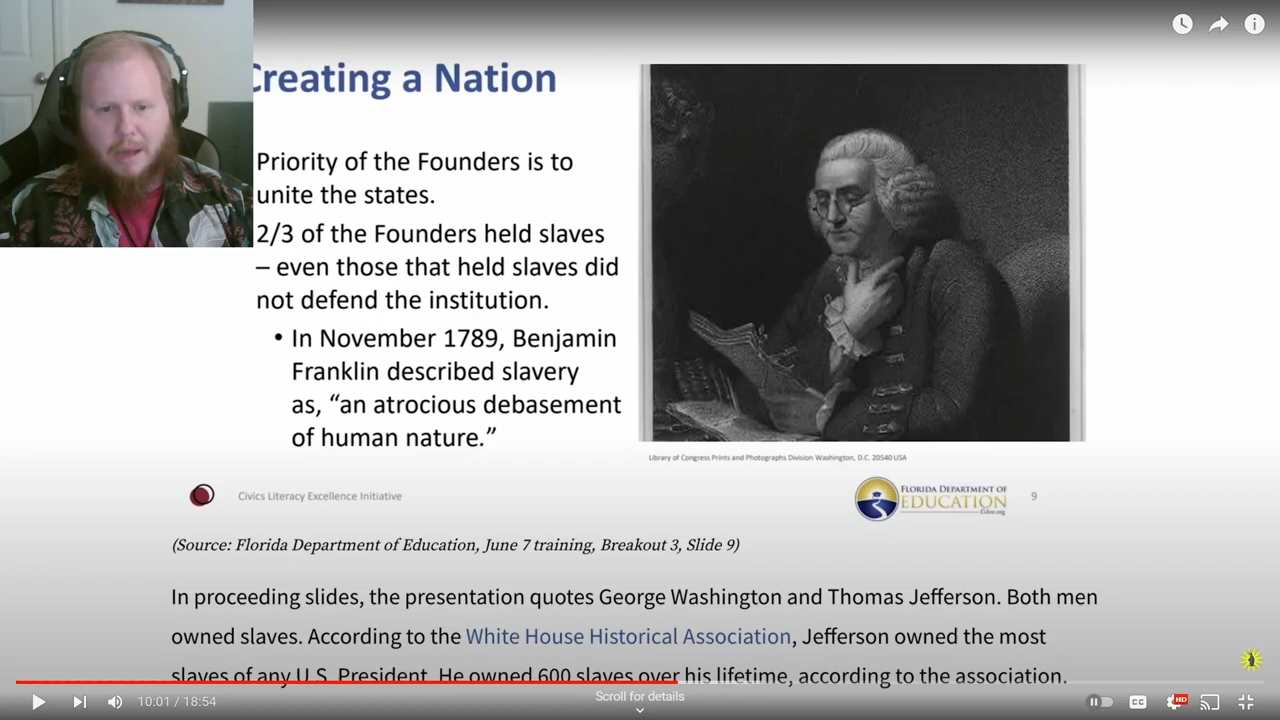 Creating a Nation
Priority of the Founders is to
unite the states.
2/3 of the Founders held slaves
– even those that held slaves did
not defend the institution.
• In November 1789, Benjamin
Franklin described slavery
as, “an atrocious debasement
of human nature.”
Library of Congress Prints and Photographs Division Washington, D.C. 20540 USA
Civics Literacy Excellence Initiative
FLORIDA DEPARTMENT OF
EDUCATION
fldoe.org
9
(Source: Florida Department of Education, June 7 training, Breakout 3, Slide 9)
In proceeding slides, the presentation quotes George Washington and Thomas Jefferson. Both men
owned slaves. According to the White House Historical Association, Jefferson owned the most
slaves of any U.S. President. He owned 600 slaves over his lifetime, according to the association.
Scroll for details
10:01 / 18:54
CC
HD